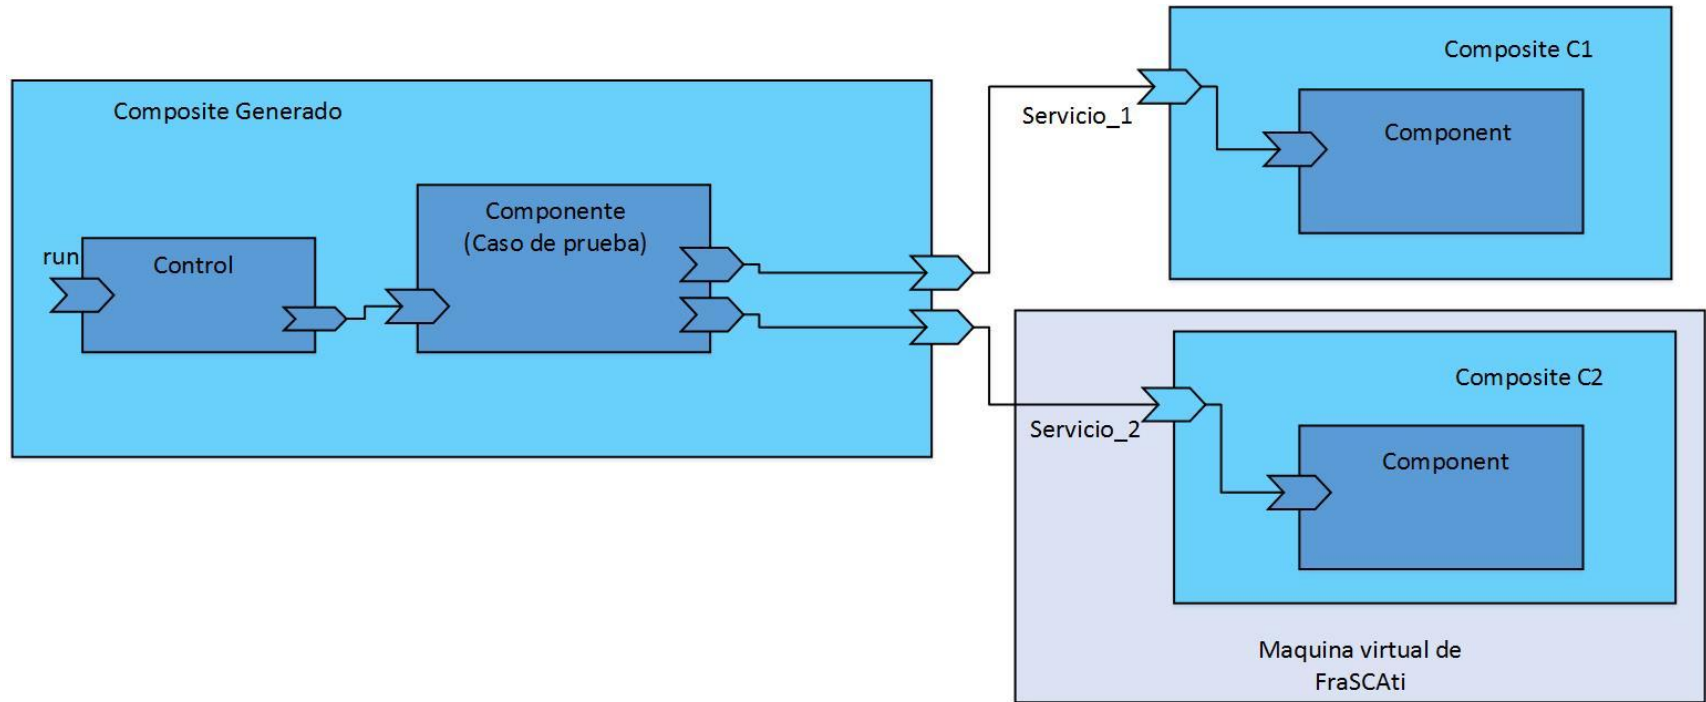 Composite Generado
run
Control
Componente
(Caso de prueba)
Servicio_1
Composite C1
Component
Servicio_2
Composite C2
Component
Maquina virtual de
FraSCAti